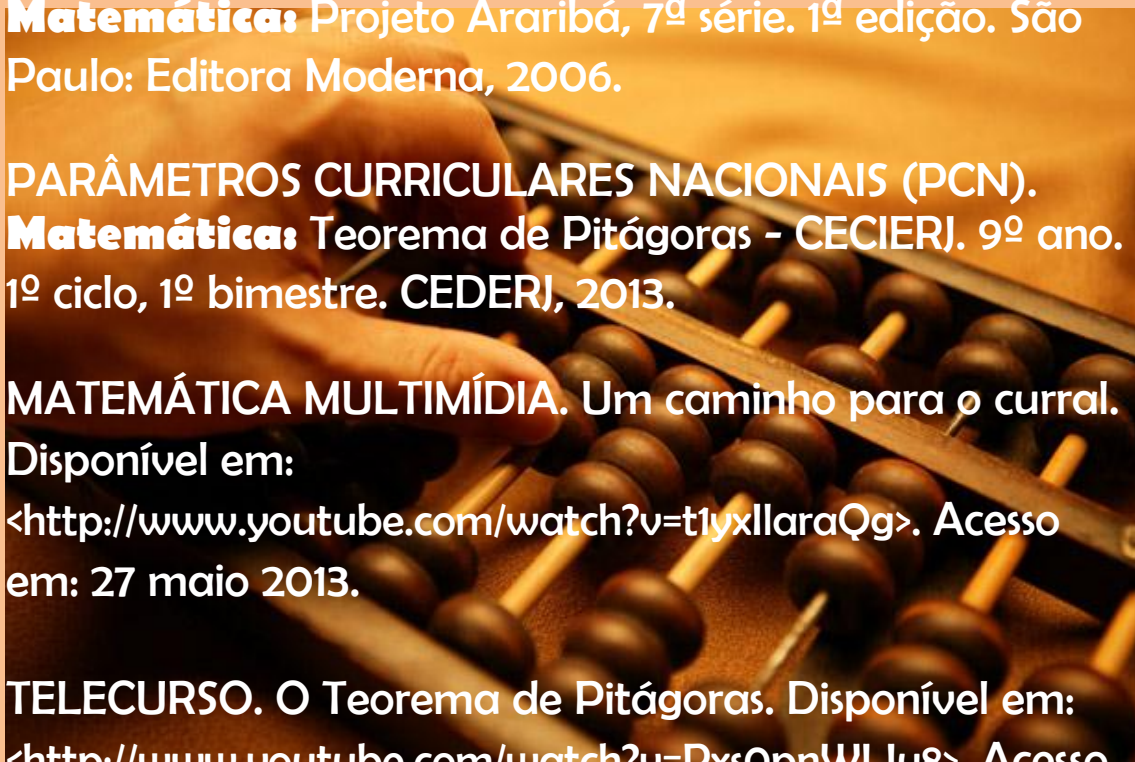 Matemática: Projeto Araribá, 7ª série. 1ª edição. São
Paulo: Editora Moderna, 2006.
PARÂMETROS CURRICULARES NACIONAIS (PCN).
Matemática: Teorema de Pitágoras - CECIERJ. 9º ano.
1º ciclo, 1º bimestre. CEDERJ, 2013.
MATEMÁTICA MULTIMÍDIA. Um caminho para o curral.
Disponível em:
<http://www.youtube.com/watch?v=t1yxIlaraQg>. Acesso
em: 27 maio 2013.
TELECURSO. O Teorema de Pitágoras. Disponível em:
Acesso